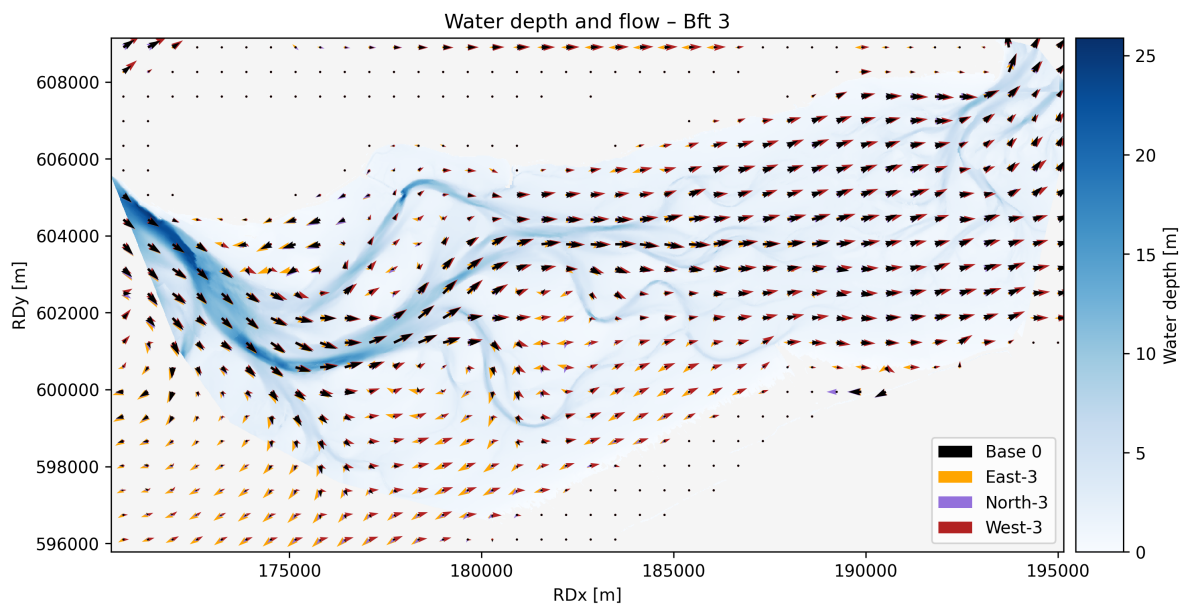 Water depth and flow – Bft 3
RDy [m]
608000
606000
604000
602000
600000
598000
596000
175000 180000 185000 190000 195000
RDx [m]
Base 0
East-3
North-3
West-3
25
20
15
10
5
0
Water depth [m]